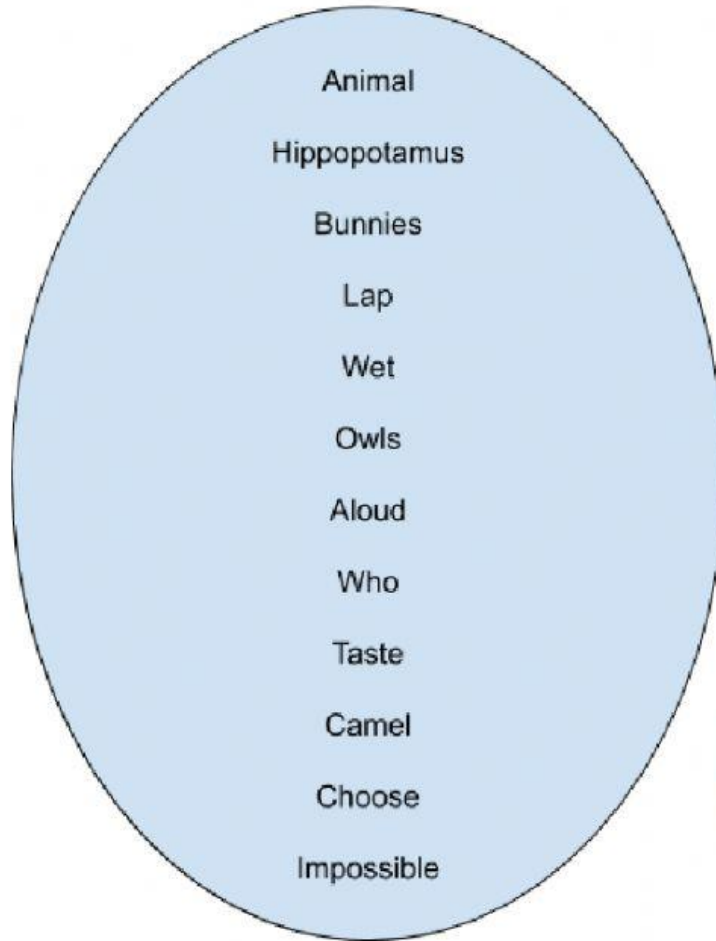 Animal
Hippopotamus
Bunnies
Lap
Wet
Owls
Aloud
Who
Taste
Camel
Choose
Impossible